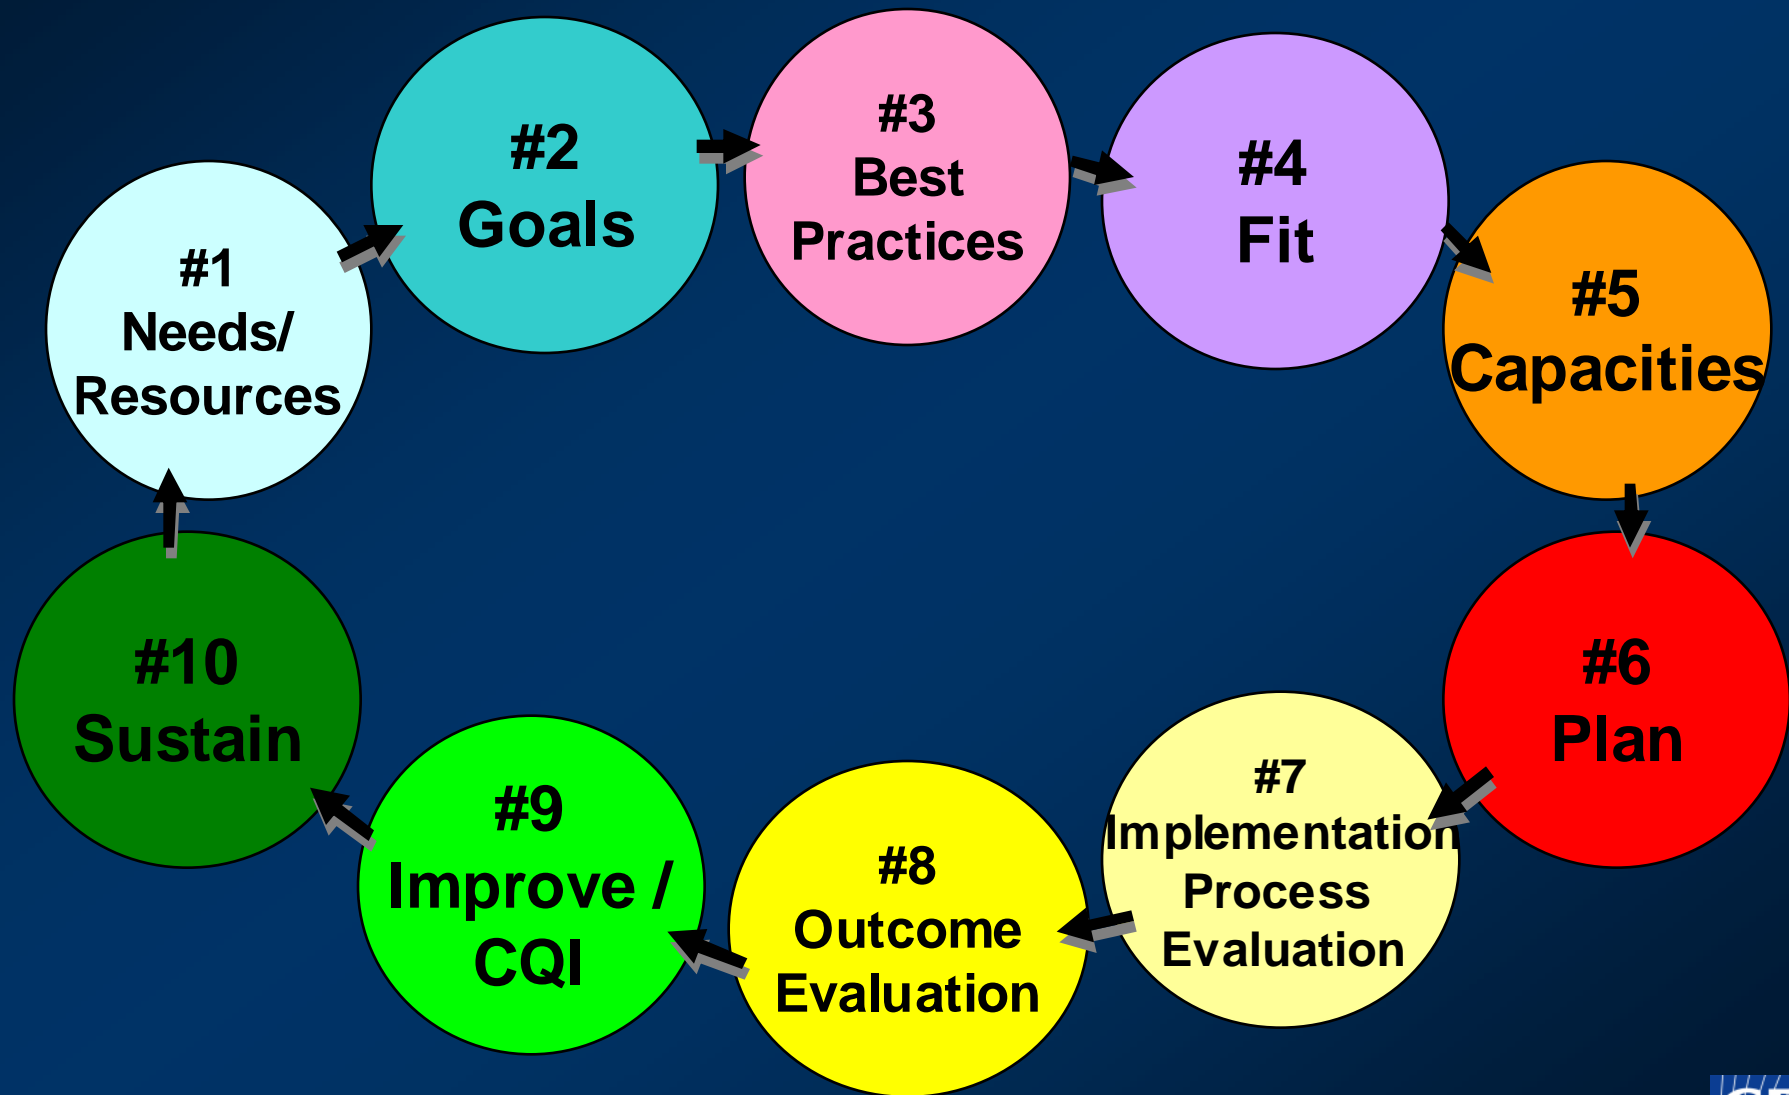 #1
Needs/
Resources
#2
Goals
#3
Best
Practices
#4
Fit
#5
Capacities
#6
Plan
#7
Implementation
Process
Evaluation
#8
Outcome
Evaluation
#9
Improve /
CQI
#10
Sustain